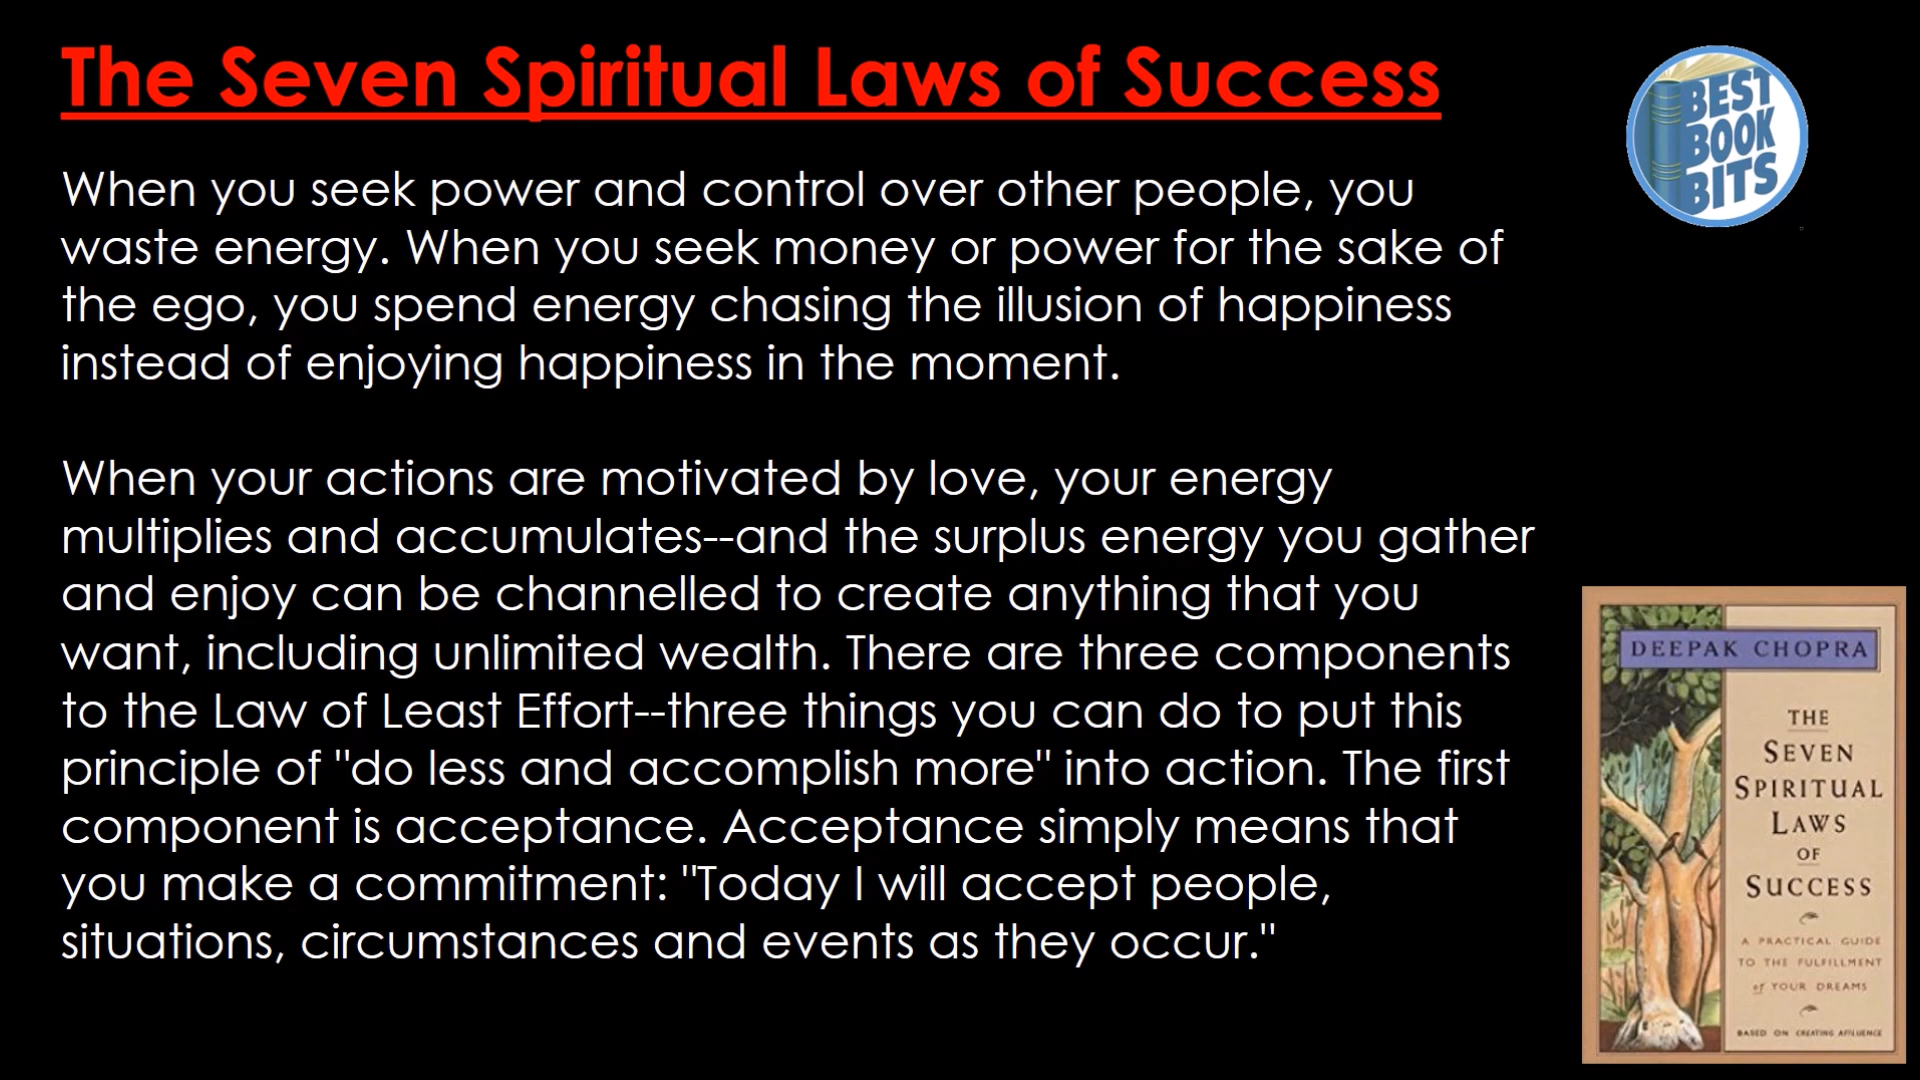 The Seven Spiritual Laws of Success
When you seek power and control over other people, you
waste energy. When you seek money or power for the sake of
the ego, you spend energy chasing the illusion of happiness
instead of enjoying happiness in the moment.
When your actions are motivated by love, your energy
multiplies and accumulates--and the surplus energy you gather
and enjoy can be channelled to create anything that you
want, including unlimited wealth. There are three components
to the Law of Least Effort--three things you can do to put this
principle of "do less and accomplish more" into action. The first
component is acceptance. Acceptance simply means that
you make a commitment: "Today I will accept people,
situations, circumstances and events as they occur."
BEST
BOOK
BITS
DEEPAK CHOPRA
THE
SEVEN
SPIRITUAL
LAWS
OF
SUCCESS
A PRACTICAL GUIDE
TO THE FULFILLMENT
of YOUR DREAMS
BASED ON CREATING AFFLUENCE